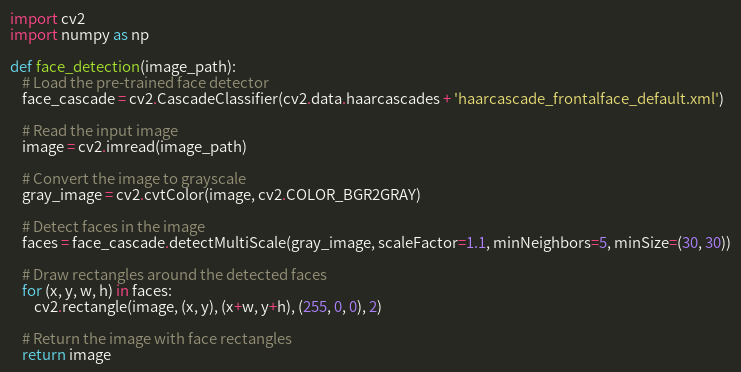 import cv2
import numpy as np

def face_detection(image_path):
    # Load the pre-trained face detector
    face_cascade = cv2.CascadeClassifier(cv2.data.haarcascades + 'haarcascade_frontalface_default.xml')

    # Read the input image
    image = cv2.imread(image_path)

    # Convert the image to grayscale
    gray_image = cv2.cvtColor(image, cv2.COLOR_BGR2GRAY)

    # Detect faces in the image
    faces = face_cascade.detectMultiScale(gray_image, scaleFactor=1.1, minNeighbors=5, minSize=(30, 30))

    # Draw rectangles around the detected faces
    for (x, y, w, h) in faces:
        cv2.rectangle(image, (x, y), (x+w, y+h), (255, 0, 0), 2)

    # Return the image with face rectangles
    return image